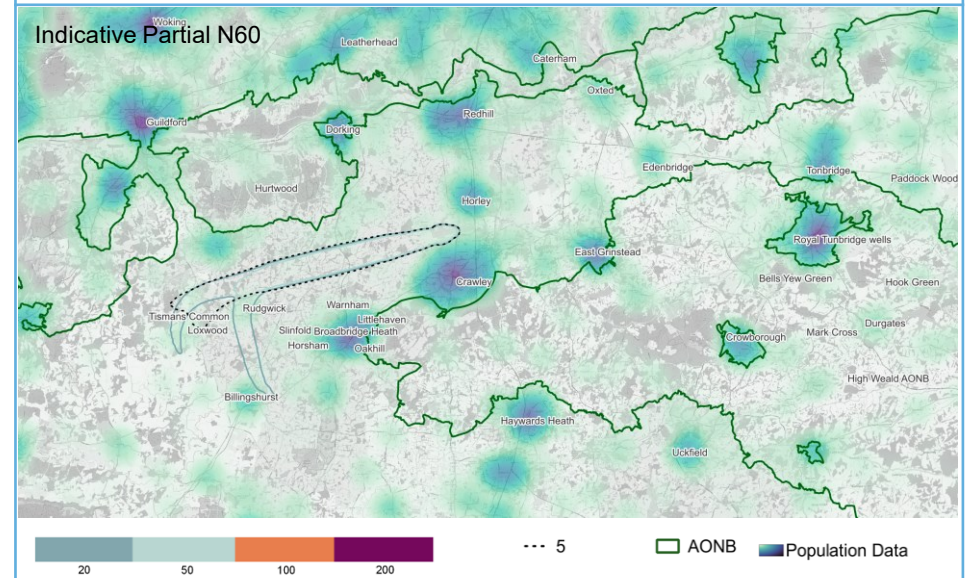 Woking
Indicative Partial N60
Leatherhead
Caterham
Oxted
Guildford
Redhill
Dorking
Edenbridge
Tonbridge
Paddock Wood
Hurtwood
Horley
Royal Tunbridge wells
East Grinstead
Bells Yew Green
Hook Green
Crawley
Tismans Common
Rudgwick
Warnham
Littlehaven
Loxwood
Slinfold Broadbridge Heath
Horsham
Oakhill
Durgates
Mark Cross
Crowborough
High Weald AONB
Billingshurst
Haywards Heath
Uckfield
20 50 100 200
5
AONB
Population Data